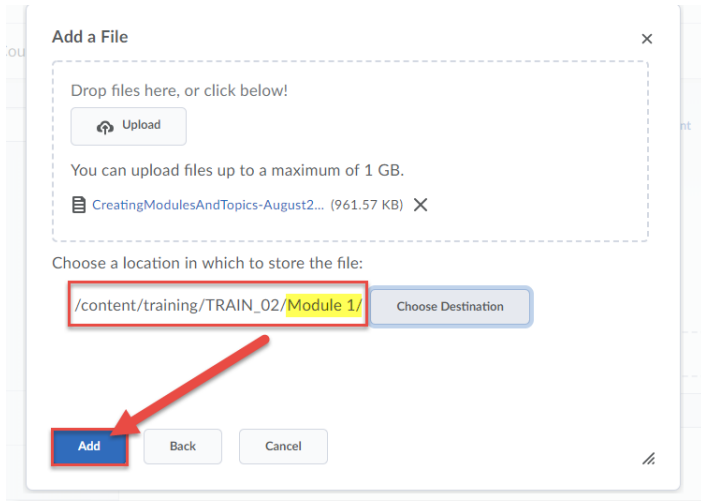 Add a File
Drop files here, or click below!
Upload
You can upload files up to a maximum of 1 GB.
CreatingModulesAndTopics-August2... (961.57 KB)
Choose a location in which to store the file:
/content/training/TRAIN_02/Module 1/ Choose Destination
Add Back Cancel